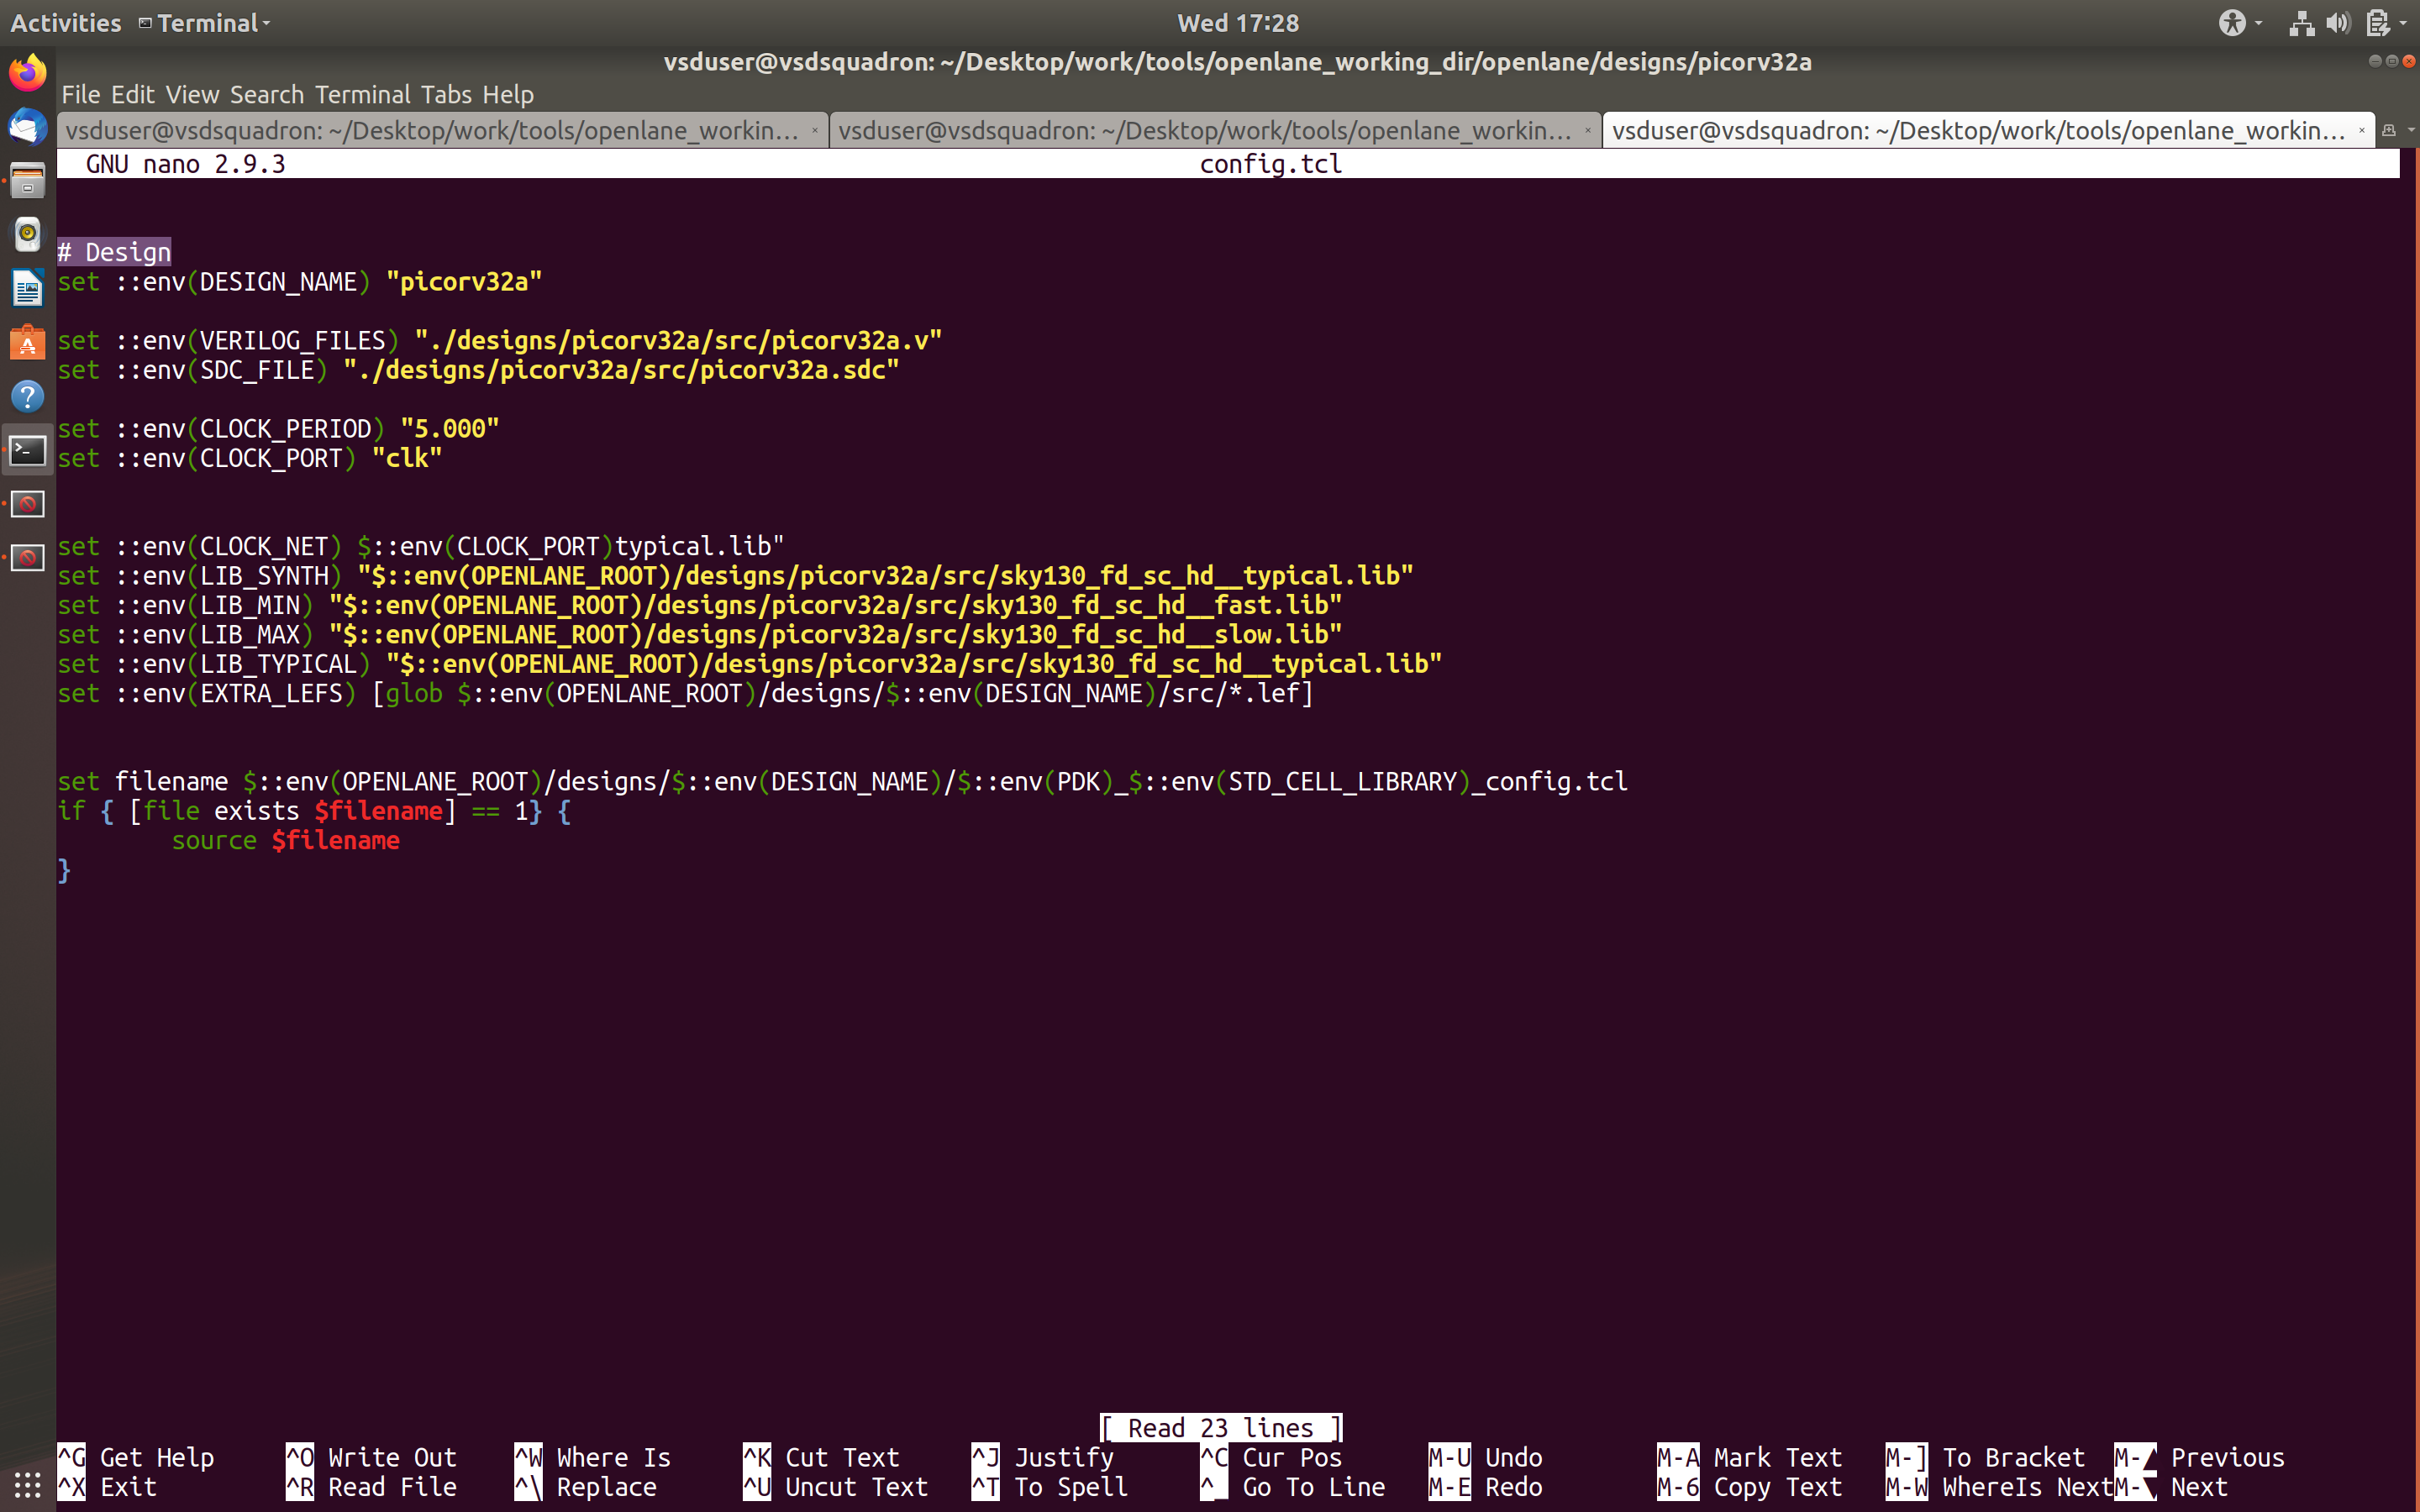 Activities Terminal Wed 17:28
vsduser@vsdsquadron: ~/Desktop/work/tools/openlane_working_dir/openlane/designs/picorv32a
File Edit View Search Terminal Tabs Help
vsduser@vsdsquadron: ~/Desktop/work/tools/openlane_workin... × vsduser@vsdsquadron: ~/Desktop/work/tools/openlane_workin... × vsduser@vsdsquadron: ~/Desktop/work/tools/openlane_workin... ×
GNU nano 2.9.3 config.tcl
# Design
set ::env(DESIGN_NAME) "picorv32a"
set ::env(VERILOG_FILES) "./designs/picorv32a/src/picorv32a.v"
set ::env(SDC_FILE) "./designs/picorv32a/src/picorv32a.sdc"
set ::env(CLOCK_PERIOD) "5.000"
set ::env(CLOCK_PORT) "clk"
set ::env(CLOCK_NET) $::env(CLOCK_PORT)typical.lib"
set ::env(LIB_SYNTH) "$::env(OPENLANE_ROOT)/designs/picorv32a/src/sky130_fd_sc_hd__typical.lib"
set ::env(LIB_MIN) "$::env(OPENLANE_ROOT)/designs/picorv32a/src/sky130_fd_sc_hd__fast.lib"
set ::env(LIB_MAX) "$::env(OPENLANE_ROOT)/designs/picorv32a/src/sky130_fd_sc_hd__slow.lib"
set ::env(LIB_TYPICAL) "$::env(OPENLANE_ROOT)/designs/picorv32a/src/sky130_fd_sc_hd__typical.lib"
set ::env(EXTRA_LEFS) [glob $::env(OPENLANE_ROOT)/designs/$::env(DESIGN_NAME)/src/*.lef]
set filename $::env(OPENLANE_ROOT)/designs/$::env(DESIGN_NAME)/$::env(PDK)_$::env(STD_CELL_LIBRARY)_config.tcl
if { [file exists $filename] == 1} {
source $filename
}
[ Read 23 lines ]
^G Get Help ^O Write Out ^W Where Is ^K Cut Text ^J Justify ^C Cur Pos M-U Undo M-A Mark Text M-] To Bracket M-▲ Previous
^X Exit ^R Read File ^\ Replace ^U Uncut Text ^T To Spell ^_ Go To Line M-E Redo M-6 Copy Text M-W WhereIs Next M-▼ Next